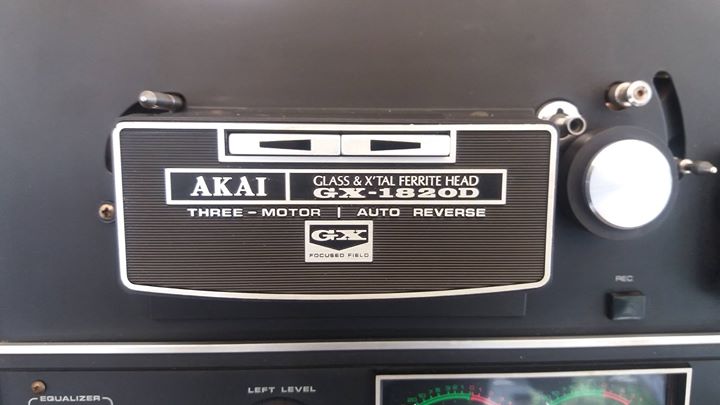 AKAI
GLASS & X'TAL FERRITE HEAD
GX-1820D
THREE-MOTOR | AUTO REVERSE
GX
FOCUSED FIELD
REC
EQUALIZER
LEFT LEVEL